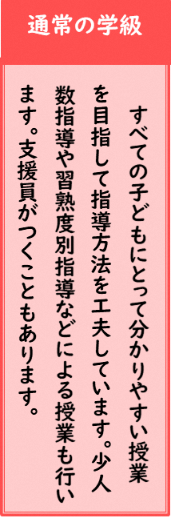 通常の学級
すべての子どもにとって分かりやすい授業
を目指して指導方法を工夫しています。少人
数指導や習熟度別指導などによる授業も行い
ます。支援員がつくこともあります。